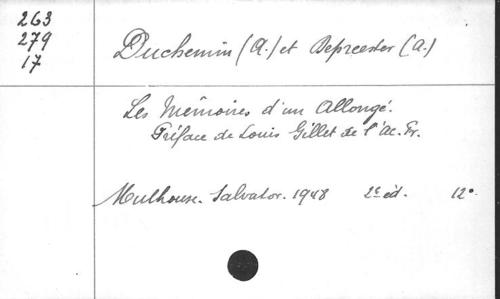 263
279
17
Duchemin (A.) et Depreester (A.)
Les Mémoires d'un Allongé.
Préface de Louis Gillet de l'Ac. Fr.
Mulhouse. Salvator. 1948 2e éd. 12°